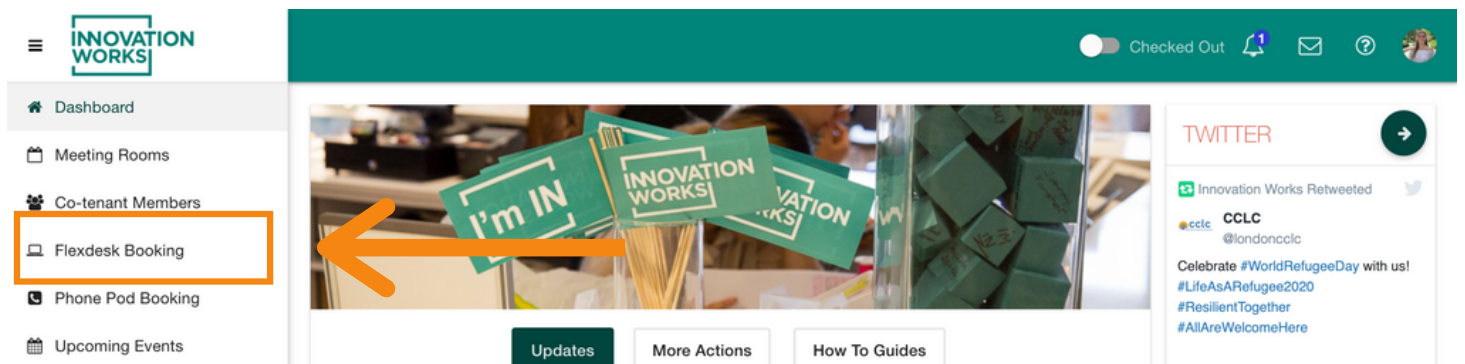 INNOVATION
WORKS
Checked Out
1
Dashboard
Meeting Rooms
Co-tenant Members
Flexdesk Booking
Phone Pod Booking
Upcoming Events
I'm IN
INNOVATION
WORKS
Updates
More Actions
How To Guides
TWITTER
Innovation Works Retweeted
cclc
CCLC
@londoncclc
Celebrate #WorldRefugeeDay with us!
#LifeAsARefugee2020
#ResilientTogether
#AllAreWelcomeHere